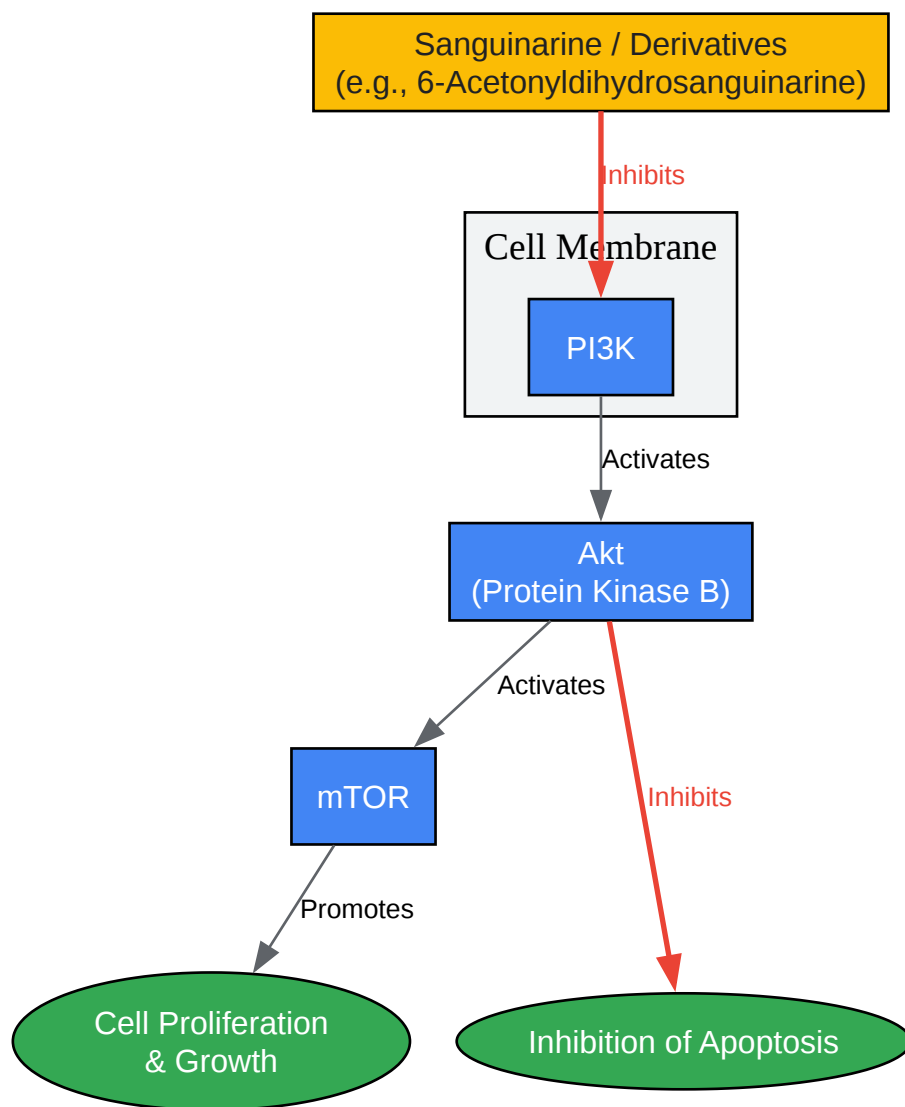 Sanguinarine / Derivatives
(e.g., 6-Acetonyldihydrosanguinarine)
Inhibits
Cell Membrane
PI3K
Activates
Akt
(Protein Kinase B)
Activates
mTOR
Inhibits
Promotes
Cell Proliferation
& Growth
Inhibition of Apoptosis